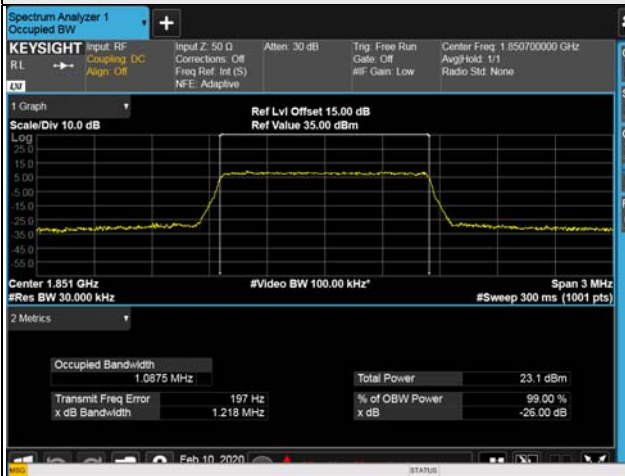 Spectrum Analyzer 1
Occupied BW
KEYSIGHT Input: RF Input Z: 50 Ω Atten: 30 dB Trig: Free Run Center Freq: 1.850700000 GHz
RL Coupling: DC Corrections: Off Gate: Off Avg|Hold: 1/1
Align: Off Freq Ref: Int (S) #IF Gain: Low Radio Std: None
LXI NFE: Adaptive
1 Graph
Ref Lvl Offset 15.00 dB
Scale/Div 10.0 dB Ref Value 35.00 dBm
Log
25.0
15.0
5.00
-5.00
-15.0
-25.0
-35.0
-45.0
-55.0
Center 1.851 GHz #Video BW 100.00 kHz* Span 3 MHz
#Res BW 30.000 kHz #Sweep 300 ms (1001 pts)
2 Metrics
Occupied Bandwidth
1.0875 MHz Total Power 23.1 dBm
Transmit Freq Error 197 Hz % of OBW Power 99.00 %
x dB Bandwidth 1.218 MHz x dB -26.00 dB
Feb 10, 2020
MSG STATUS